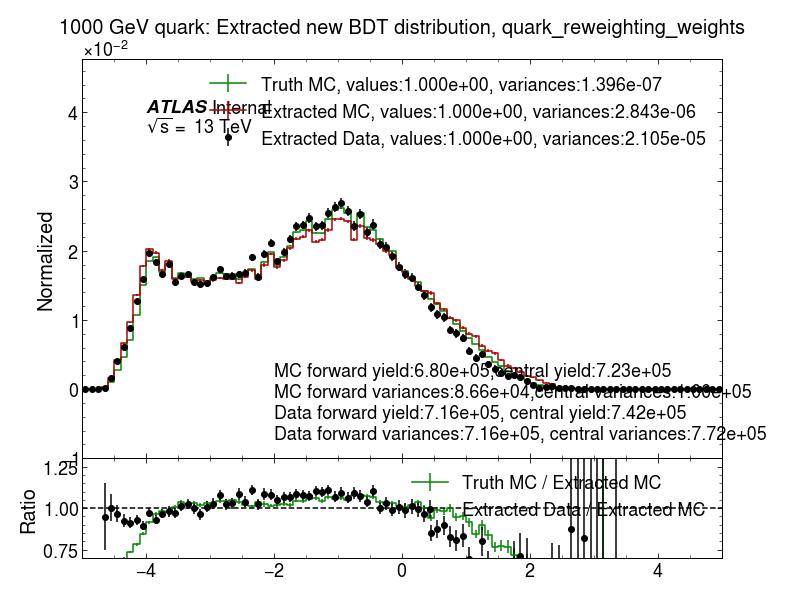 1000 GeV quark: Extracted new BDT distribution, quark_reweighting_weights
×10⁻²
Truth MC, values:1.000e+00, variances:1.396e-07
ATLAS Internal
Extracted MC, values:1.000e+00, variances:2.843e-06
√s = 13 TeV
Extracted Data, values:1.000e+00, variances:2.105e-05
4
3
2
1
0
1
Normalized
MC forward yield:6.80e+05, central yield:7.23e+05
MC forward variances:8.66e+04,central variances:1.00e+05
Data forward yield:7.16e+05, central yield:7.42e+05
Data forward variances:7.16e+05, central variances:7.72e+05
1.25
1.00
0.75
Ratio
Truth MC / Extracted MC
Extracted Data / Extracted MC
−4
−2
0
2
4